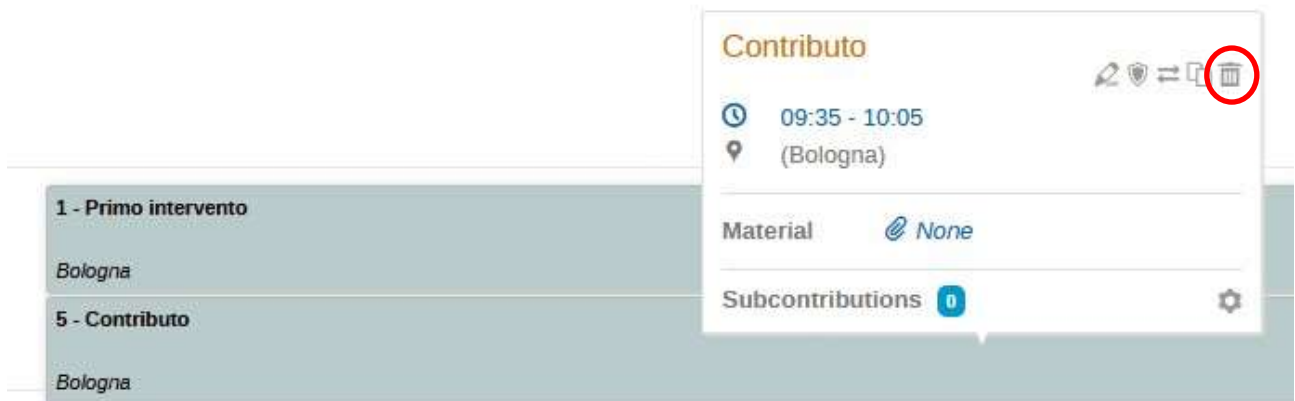 Contributo
09:35 - 10:05
(Bologna)
1 - Primo intervento
Material None
Bologna
Subcontributions 0
5 - Contributo
Bologna